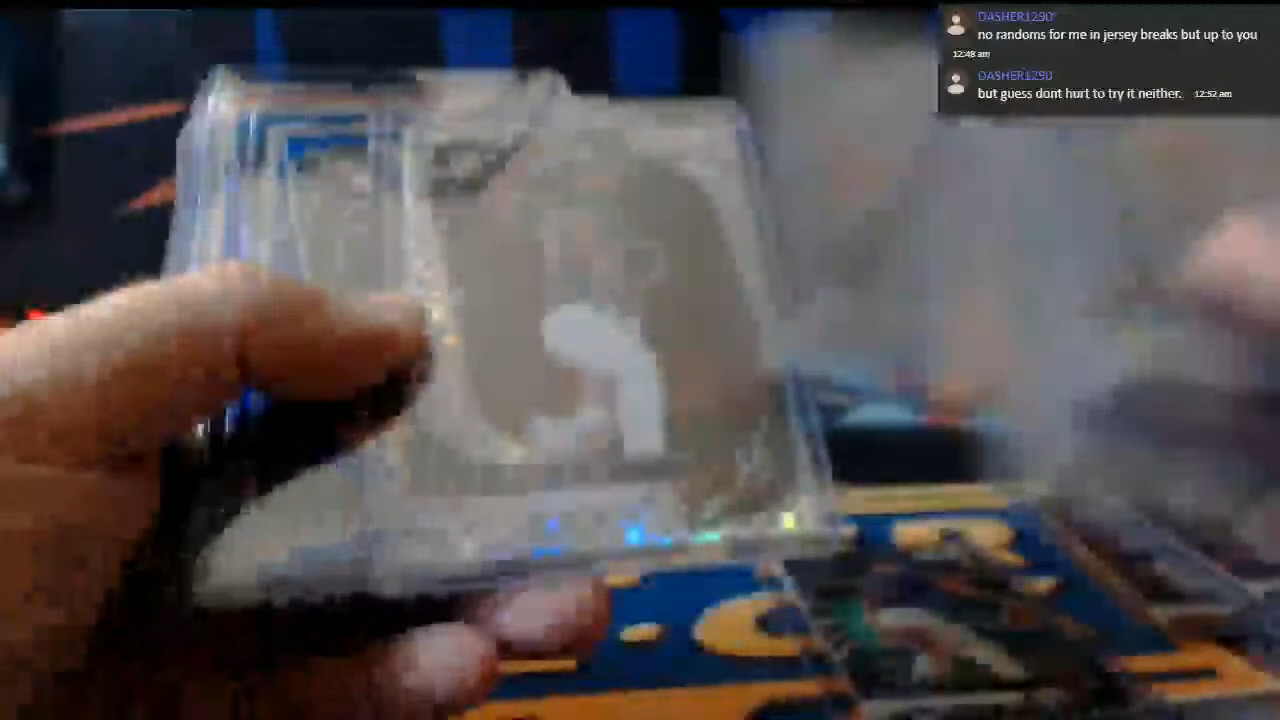 DASHER1290
no randoms for me in jersey breaks but up to you
12:48 am
DASHER1290
but guess dont hurt to try it neither. 12:52 am